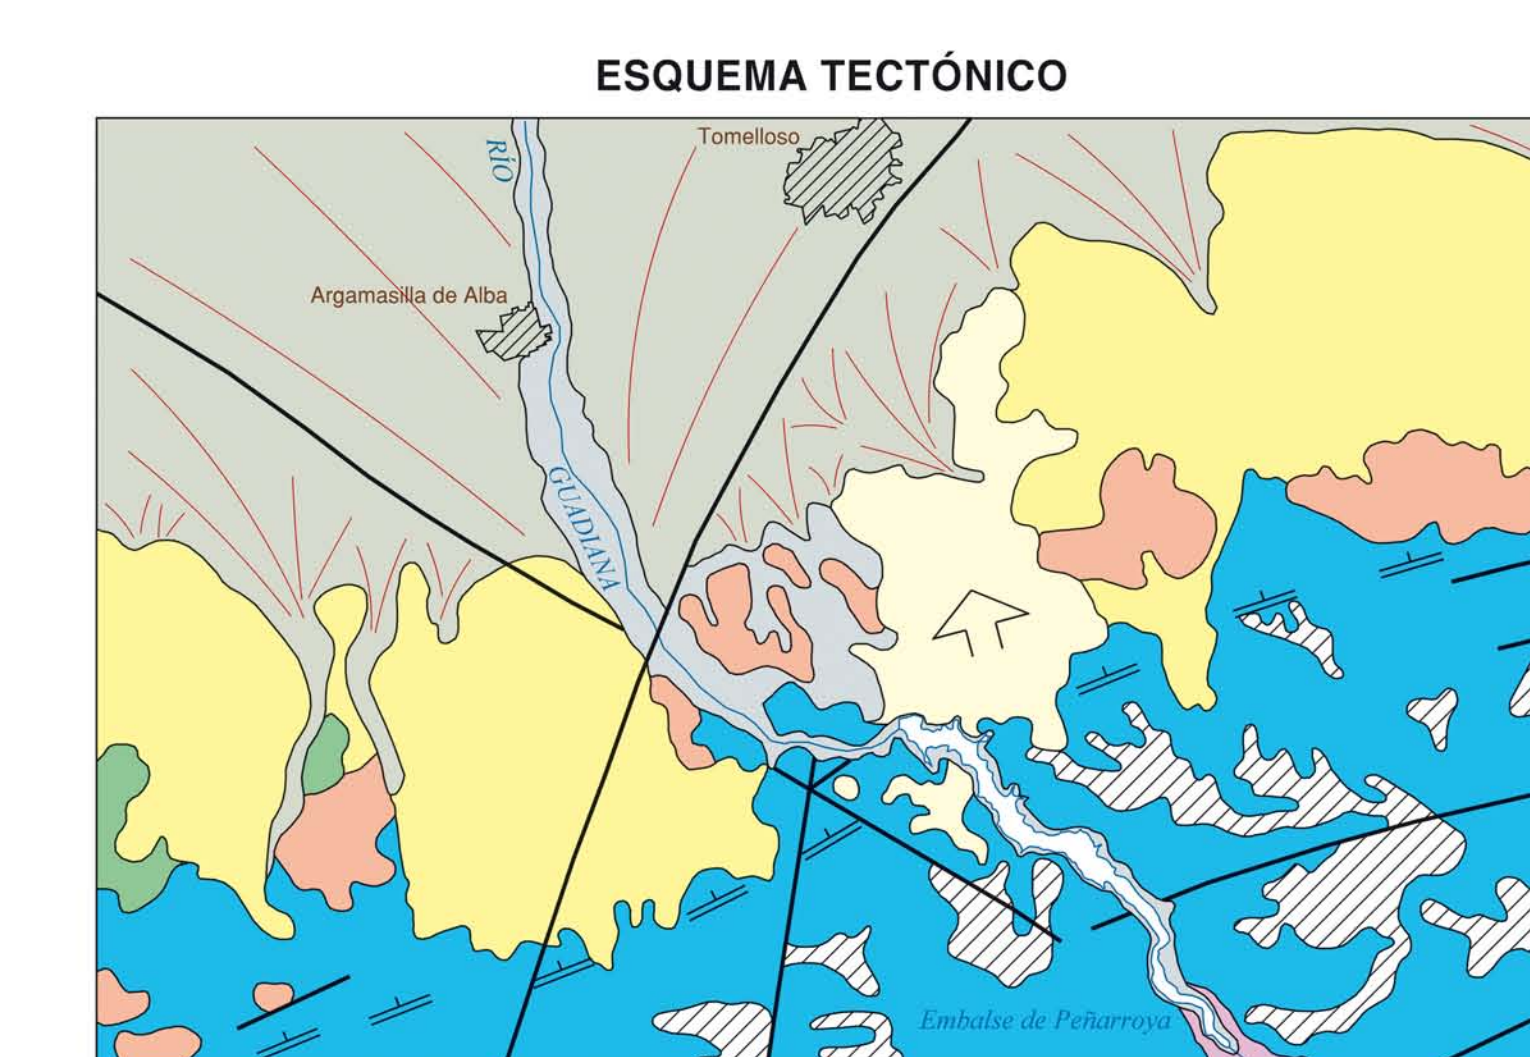 ESQUEMA TECTÓNICO
Tomelloso
RÍO
Argamasilla de Alba
GUADIANA
Embalse de Peñarroya